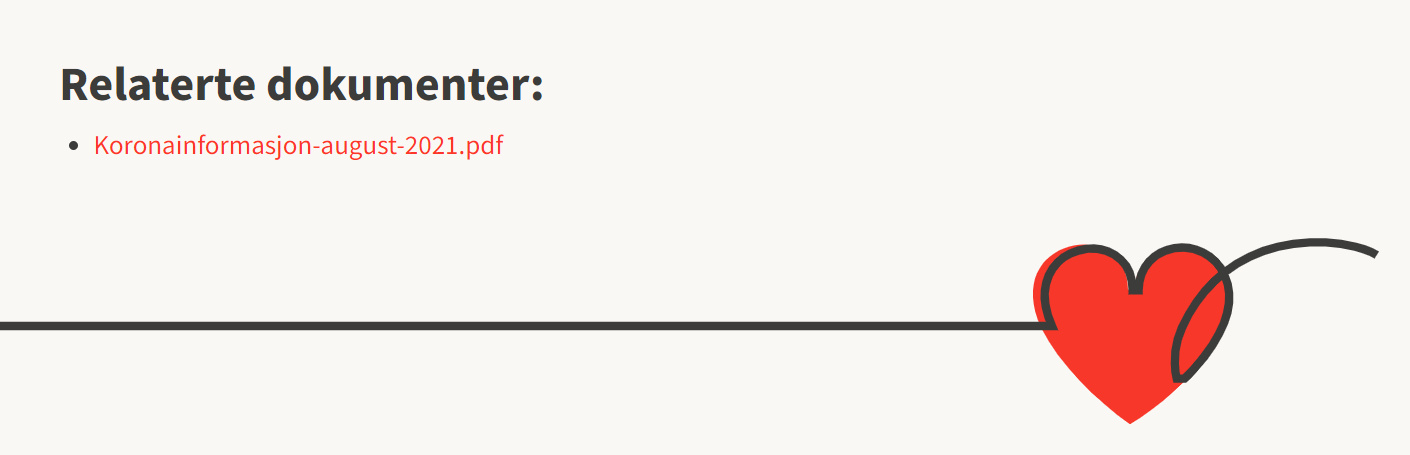 Relaterte dokumenter:
Koronainformasjon-august-2021.pdf